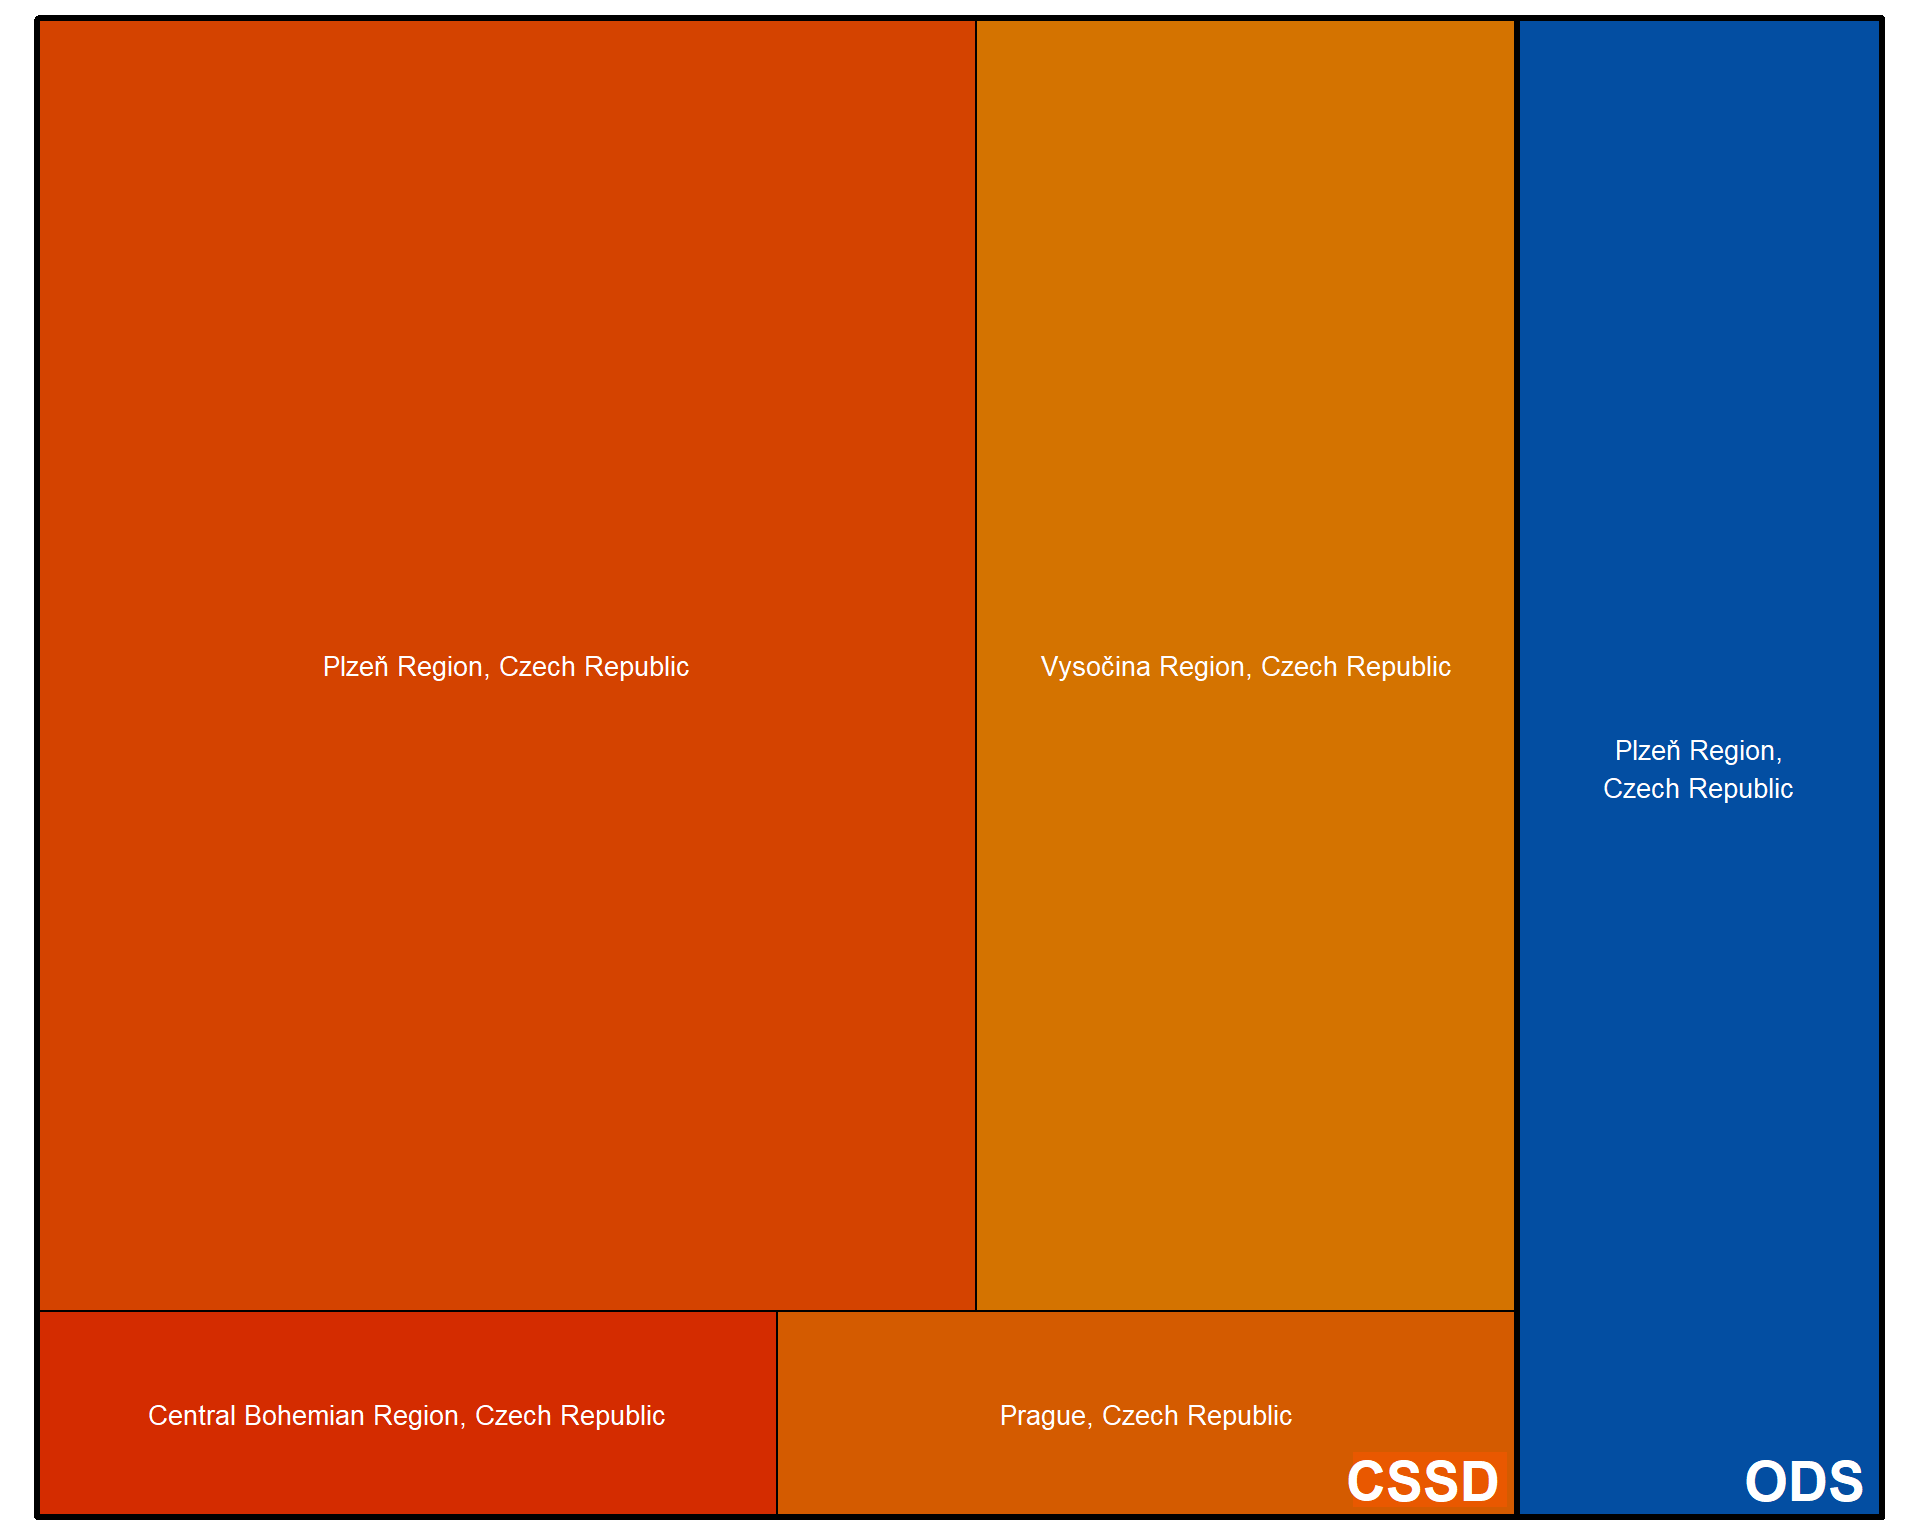 Plzeň Region, Czech Republic
Vysočina Region, Czech Republic
Plzeň Region,
Czech Republic
Central Bohemian Region, Czech Republic
Prague, Czech Republic
CSSD
ODS